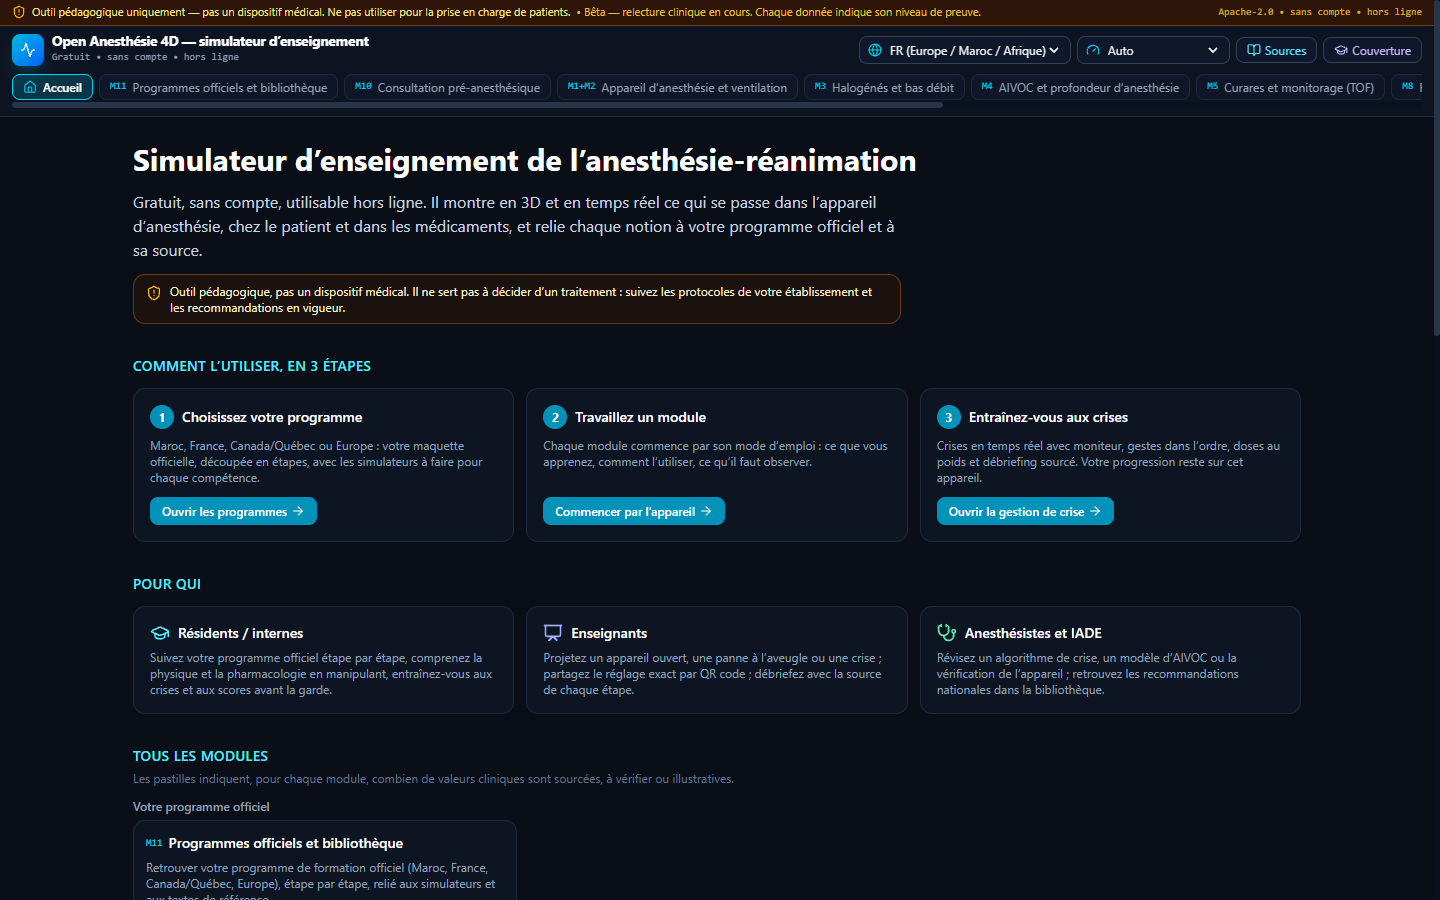 Outil pédagogique uniquement — pas un dispositif médical. Ne pas utiliser pour la prise en charge de patients. • Bêta — relecture clinique en cours. Chaque donnée indique son niveau de preuve.
Apache-2.0 • sans compte • hors ligne
Open Anesthésie 4D — simulateur d’enseignement
Gratuit • sans compte • hors ligne
FR (Europe / Maroc / Afrique)
Auto
Sources
Couverture
Accueil
M11 Programmes officiels et bibliothèque
M10 Consultation pré-anesthésique
M1+M2 Appareil d’anesthésie et ventilation
M3 Halogénés et bas débit
M4 AIVOC et profondeur d’anesthésie
M5 Curares et monitorage (TOF)
M8
Simulateur d’enseignement de l’anesthésie-réanimation
Gratuit, sans compte, utilisable hors ligne. Il montre en 3D et en temps réel ce qui se passe dans l’appareil
d’anesthésie, chez le patient et dans les médicaments, et relie chaque notion à votre programme officiel et à
sa source.
Outil pédagogique, pas un dispositif médical. Il ne sert pas à décider d’un traitement : suivez les protocoles de votre établissement et
les recommandations en vigueur.
COMMENT L’UTILISER, EN 3 ÉTAPES
1 Choisissez votre programme
Maroc, France, Canada/Québec ou Europe : votre maquette
officielle, découpée en étapes, avec les simulateurs à faire pour
chaque compétence.
Ouvrir les programmes →
2 Travaillez un module
Chaque module commence par son mode d’emploi : ce que vous
apprenez, comment l’utiliser, ce qu’il faut observer.
Commencer par l’appareil →
3 Entraînez-vous aux crises
Crises en temps réel avec moniteur, gestes dans l’ordre, doses au
poids et débriefing sourcé. Votre progression reste sur cet
appareil.
Ouvrir la gestion de crise →
POUR QUI
Résidents / internes
Suivez votre programme officiel étape par étape, comprenez la
physique et la pharmacologie en manipulant, entraînez-vous aux
crises et aux scores avant la garde.
Enseignants
Projetez un appareil ouvert, une panne à l’aveugle ou une crise ;
partagez le réglage exact par QR code ; débriefez avec la source
de chaque étape.
Anesthésistes et IADE
Révisez un algorithme de crise, un modèle d’AIVOC ou la
vérification de l’appareil ; retrouvez les recommandations
nationales dans la bibliothèque.
TOUS LES MODULES
Les pastilles indiquent, pour chaque module, combien de valeurs cliniques sont sourcées, à vérifier ou illustratives.
Votre programme officiel
M11 Programmes officiels et bibliothèque
Retrouver votre programme de formation officiel (Maroc, France,
Canada/Québec, Europe), étape par étape, relié aux simulateurs et
aux textes de référence.